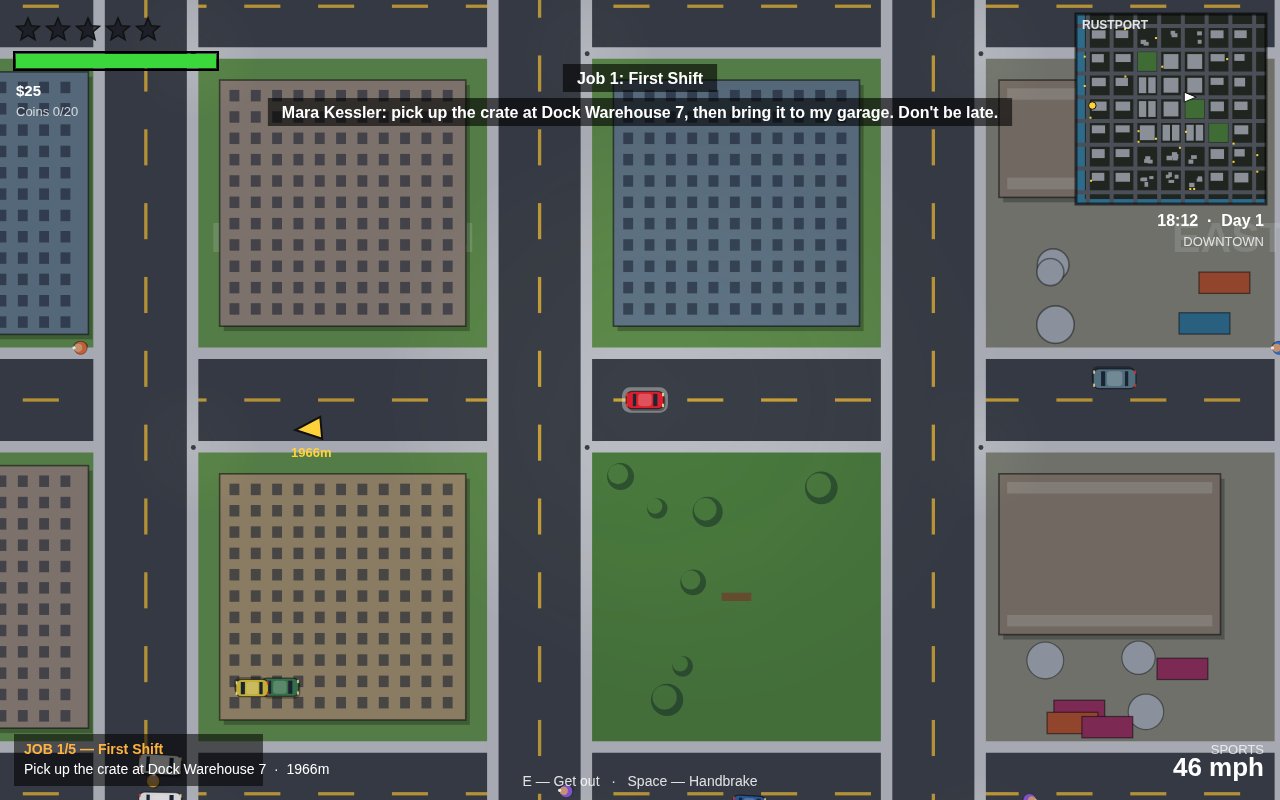 RUSTPORT
Job 1: First Shift
$25
Coins 0/20
Mara Kessler: pick up the crate at Dock Warehouse 7, then bring it to my garage. Don't be late.
18:12 · Day 1
DOWNTOWN
EAST
1966m
JOB 1/5 — First Shift
Pick up the crate at Dock Warehouse 7 · 1966m
E — Get out · Space — Handbrake
SPORTS
46 mph